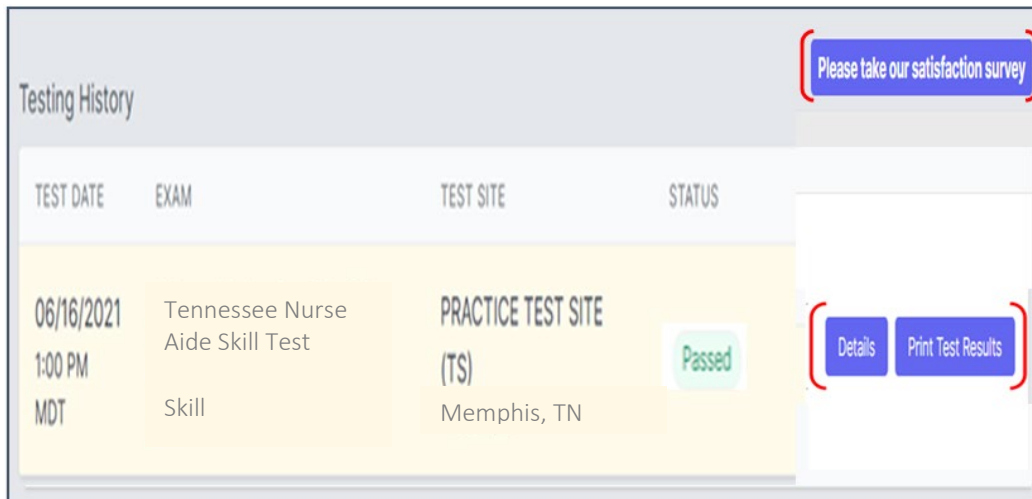 Please take our satisfaction survey
Testing History
TEST DATE EXAM TEST SITE STATUS
06/16/2021
1:00 PM
MDT
Tennessee Nurse
Aide Skill Test
Skill
PRACTICE TEST SITE
(TS)
Memphis, TN
Passed
Details Print Test Results